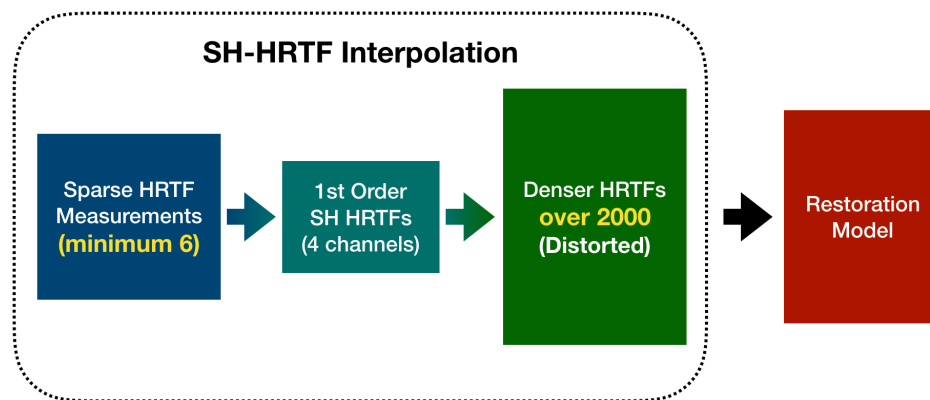 SH-HRTF Interpolation
Sparse HRTF
Measurements
(minimum 6)
1st Order
SH HRTFs
(4 channels)
Denser HRTFs
over 2000
(Distorted)
Restoration
Model